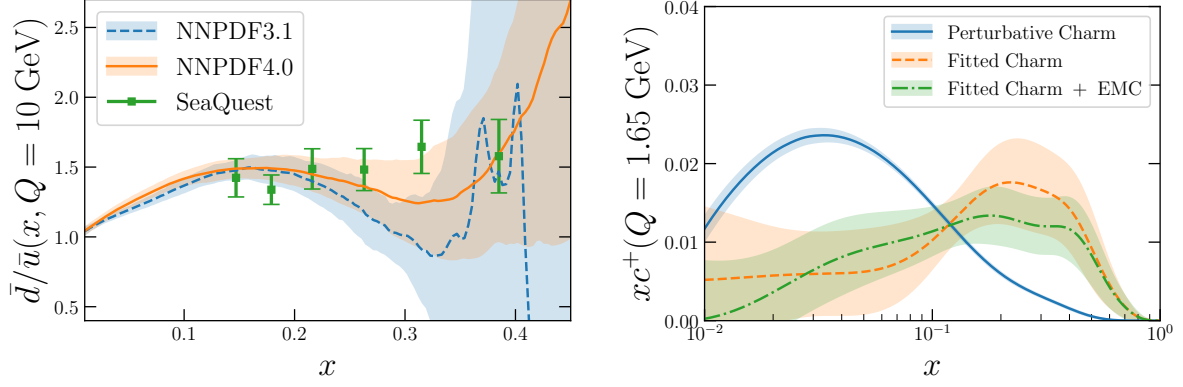 2.5
2.0
1.5
1.0
0.5
d̄/ū(x, Q = 10 GeV)
NNPDF3.1
NNPDF4.0
SeaQuest
0.1
0.2
0.3
0.4
x
0.04
0.03
0.02
0.01
0.00
xc⁺(Q = 1.65 GeV)
Perturbative Charm
Fitted Charm
Fitted Charm + EMC
10⁻²
10⁻¹
10⁰
x